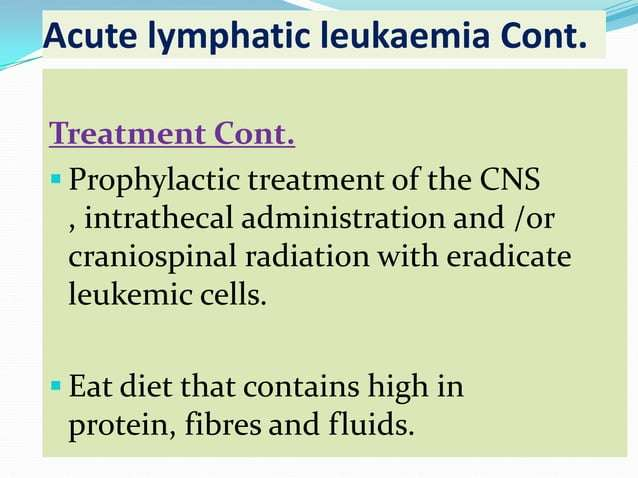 Acute lymphatic leukaemia Cont.
Treatment Cont.
▪ Prophylactic treatment of the CNS
, intrathecal administration and /or
craniospinal radiation with eradicate
leukemic cells.
▪ Eat diet that contains high in
protein, fibres and fluids.